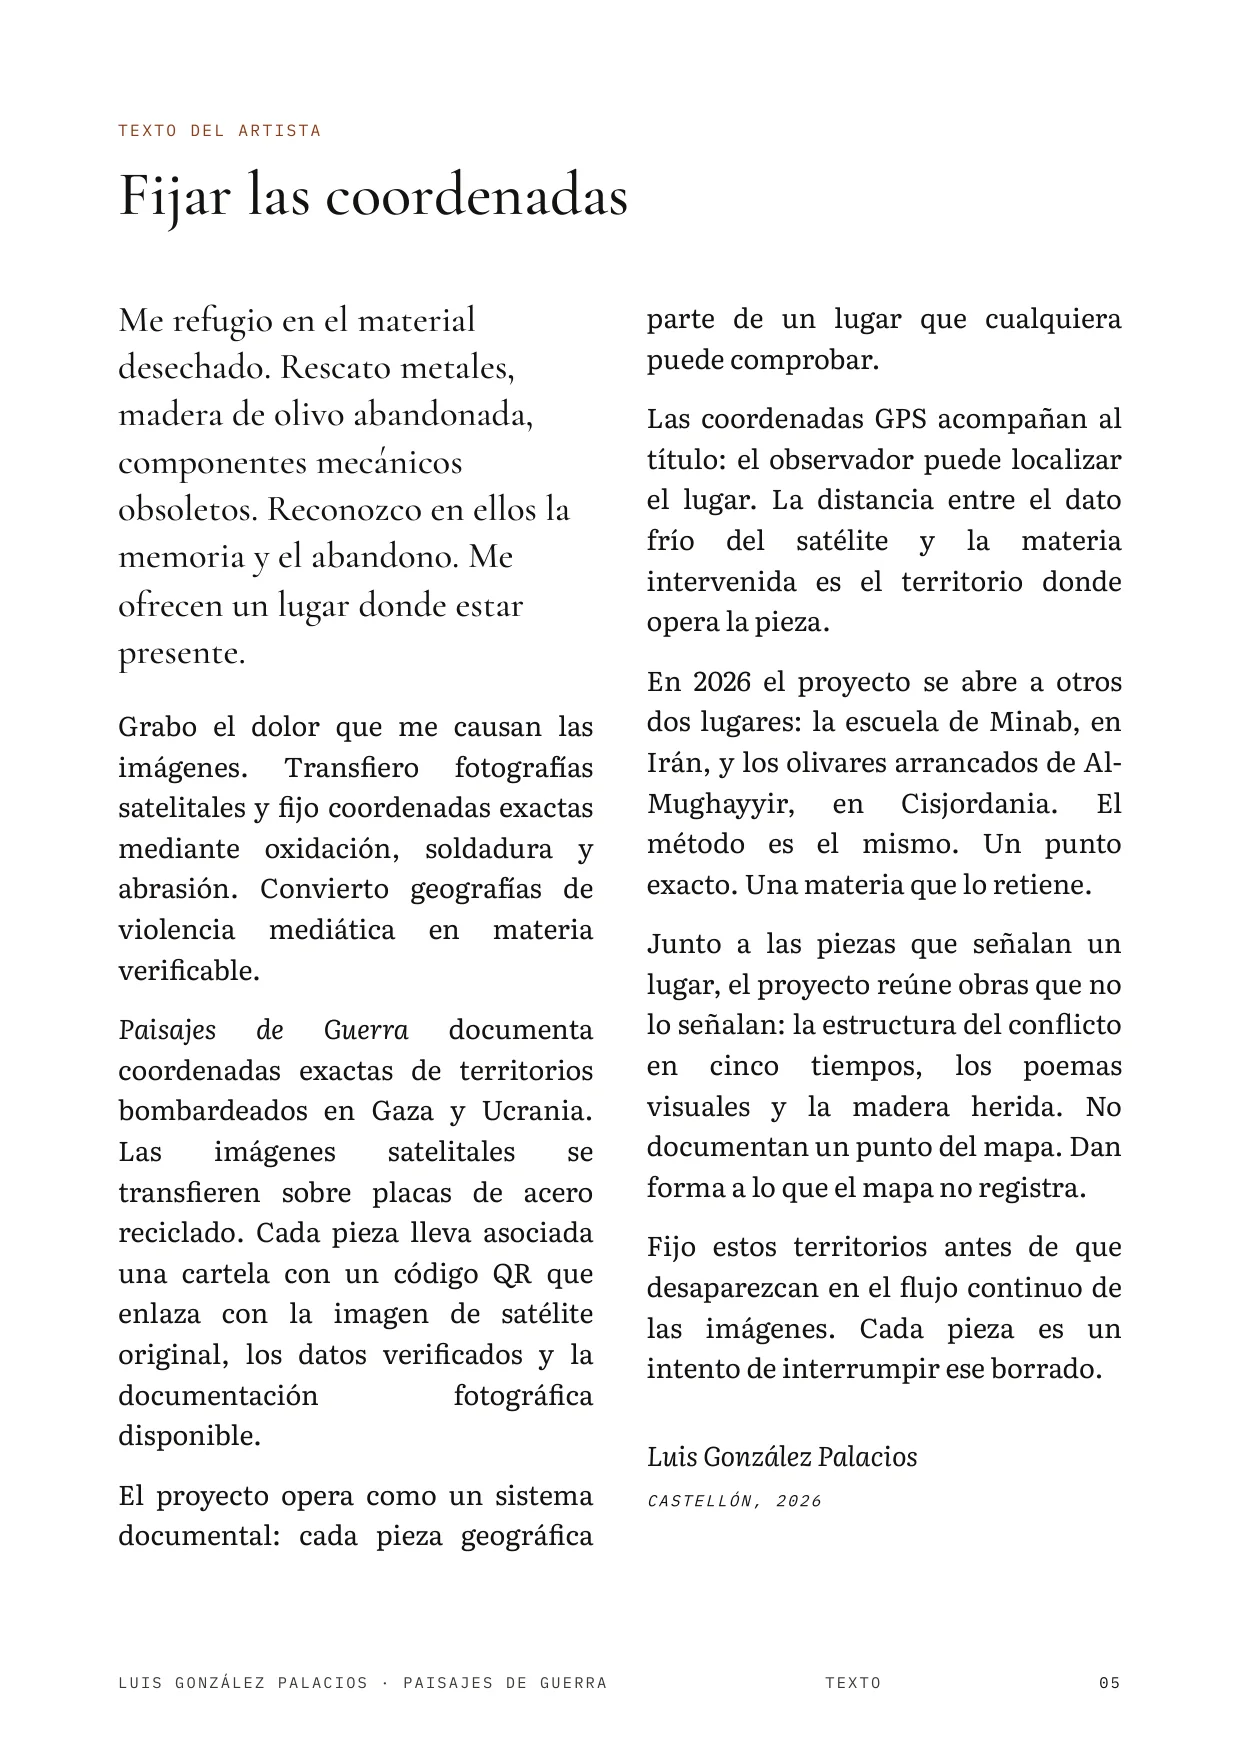 TEXTO DEL ARTISTA
Fijar las coordenadas
Me refugio en el material
desechado. Rescato metales,
madera de olivo abandonada,
componentes mecánicos
obsoletos. Reconozco en ellos la
memoria y el abandono. Me
ofrecen un lugar donde estar
presente.
Grabo el dolor que me causan las
imágenes. Transfiero fotografías
satelitales y fijo coordenadas exactas
mediante oxidación, soldadura y
abrasión. Convierto geografías de
violencia mediática en materia
verificable.
Paisajes de Guerra documenta
coordenadas exactas de territorios
bombardeados en Gaza y Ucrania.
Las imágenes satelitales se
transfieren sobre placas de acero
reciclado. Cada pieza lleva asociada
una cartela con un código QR que
enlaza con la imagen de satélite
original, los datos verificados y la
documentación fotográfica
disponible.
El proyecto opera como un sistema
documental: cada pieza geográfica
parte de un lugar que cualquiera
puede comprobar.
Las coordenadas GPS acompañan al
título: el observador puede localizar
el lugar. La distancia entre el dato
frío del satélite y la materia
intervenida es el territorio donde
opera la pieza.
En 2026 el proyecto se abre a otros
dos lugares: la escuela de Minab, en
Irán, y los olivares arrancados de Al-
Mughayyir, en Cisjordania. El
método es el mismo. Un punto
exacto. Una materia que lo retiene.
Junto a las piezas que señalan un
lugar, el proyecto reúne obras que no
lo señalan: la estructura del conflicto
en cinco tiempos, los poemas
visuales y la madera herida. No
documentan un punto del mapa. Dan
forma a lo que el mapa no registra.
Fijo estos territorios antes de que
desaparezcan en el flujo continuo de
las imágenes. Cada pieza es un
intento de interrumpir ese borrado.
Luis González Palacios
CASTELLÓN, 2026
LUIS GONZÁLEZ PALACIOS · PAISAJES DE GUERRA TEXTO 05